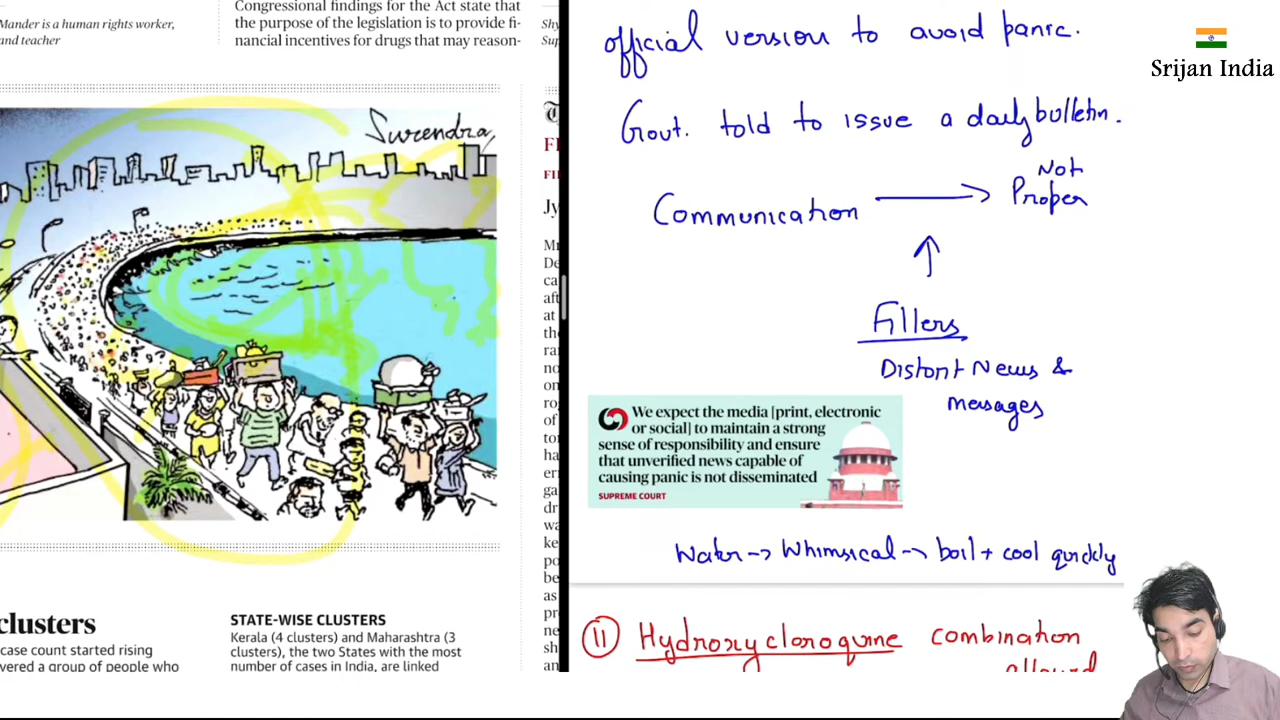 Mander is a human rights worker,
and teacher
Congressional findings for the Act state that
the purpose of the legislation is to provide fi-
nancial incentives for drugs that may reason-
Surendra
clusters
case count started rising
vered a group of people who
STATE-WISE CLUSTERS
Kerala (4 clusters) and Maharashtra (3
clusters), the two States with the most
number of cases in India, are linked
official version to avoid panic.
Govt. told to issue a daily bulletin.
Communication → Not Proper
↑
Fillers
Distort News &
messages
We expect the media [print, electronic
or social] to maintain a strong
sense of responsibility and ensure
that unverified news capable of
causing panic is not disseminated
SUPREME COURT
Water → Whimsical → boil + cool quickly
11 Hydroxycloroquine combination
allowed
Srijan India